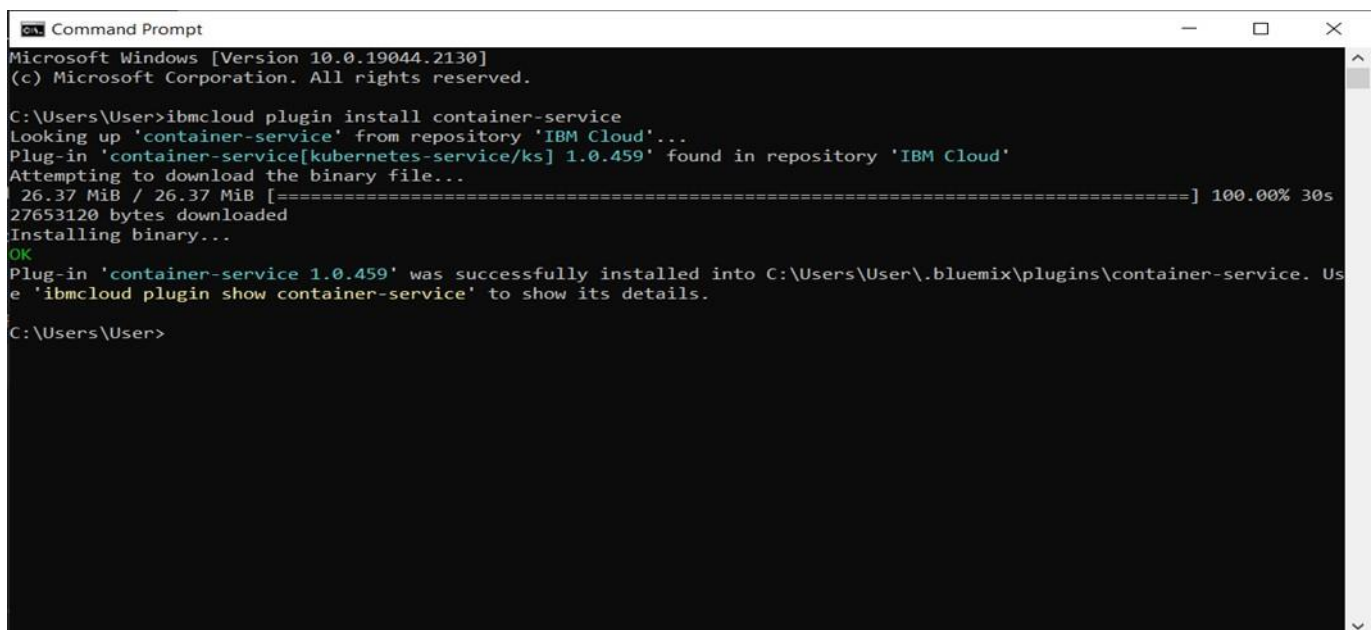 Command Prompt
Microsoft Windows [Version 10.0.19044.2130]
(c) Microsoft Corporation. All rights reserved.
C:\Users\User>ibmcloud plugin install container-service
Looking up 'container-service' from repository 'IBM Cloud'...
Plug-in 'container-service[kubernetes-service/ks] 1.0.459' found in repository 'IBM Cloud'
Attempting to download the binary file...
26.37 MiB / 26.37 MiB [=====================================================================================] 100.00% 30s
27653120 bytes downloaded
Installing binary...
OK
Plug-in 'container-service 1.0.459' was successfully installed into C:\Users\User\.bluemix\plugins\container-service. Us
e 'ibmcloud plugin show container-service' to show its details.
C:\Users\User>